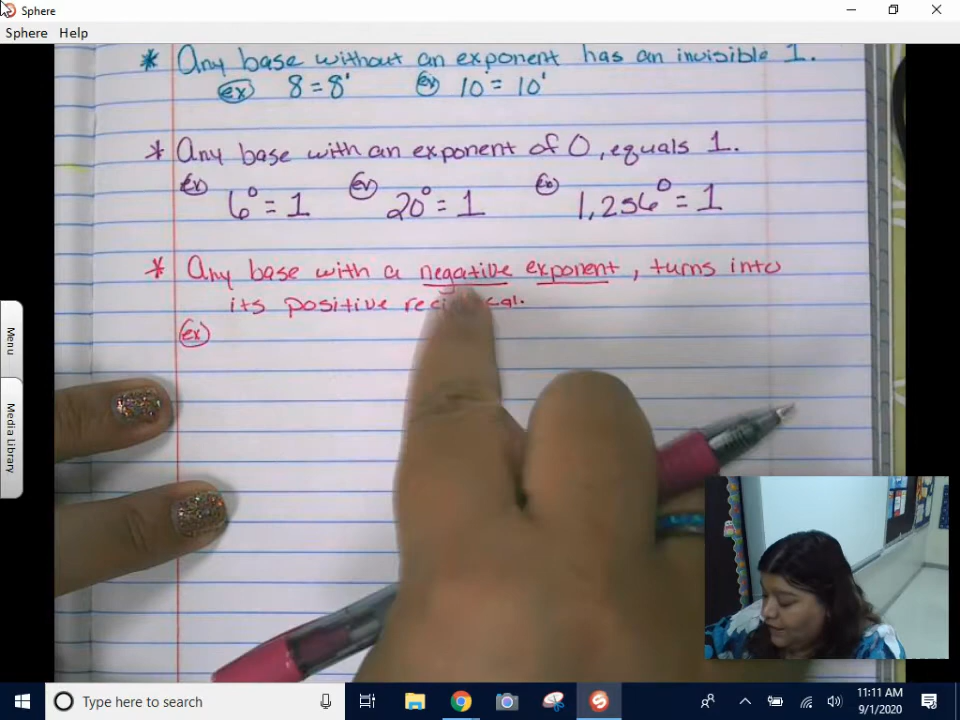 Sphere
Sphere Help
* Any base without an exponent has an invisible 1.
ex 8 = 8¹ ex 10 = 10¹
* Any base with an exponent of 0, equals 1.
ex 6⁰ = 1 ex 20⁰ = 1 ex 1,256⁰ = 1
* Any base with a negative exponent, turns into
its positive
ex
Menu
Media Library
Type here to search
11:11 AM
9/1/2020